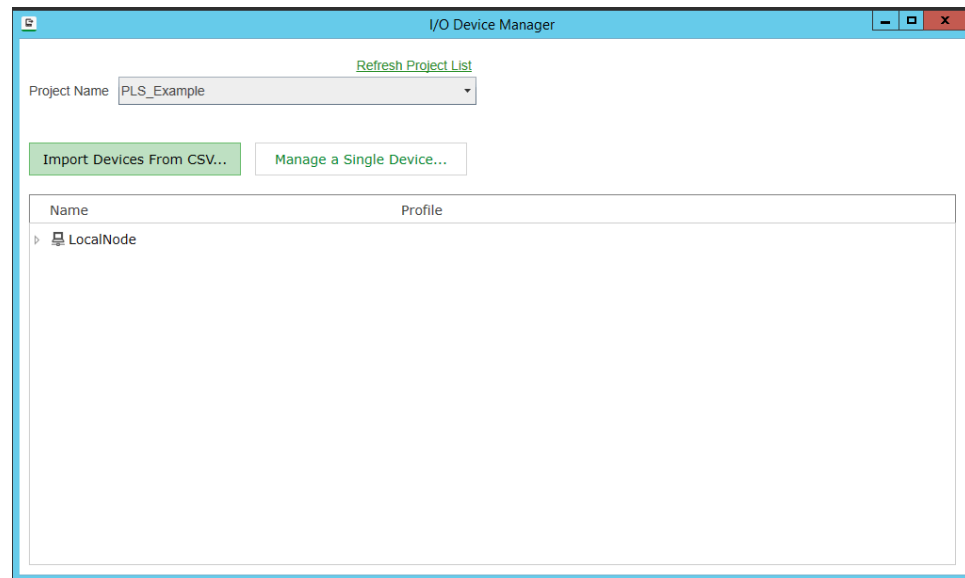 I/O Device Manager
Refresh Project List
Project Name PLS_Example
Import Devices From CSV... Manage a Single Device...
Name Profile
LocalNode